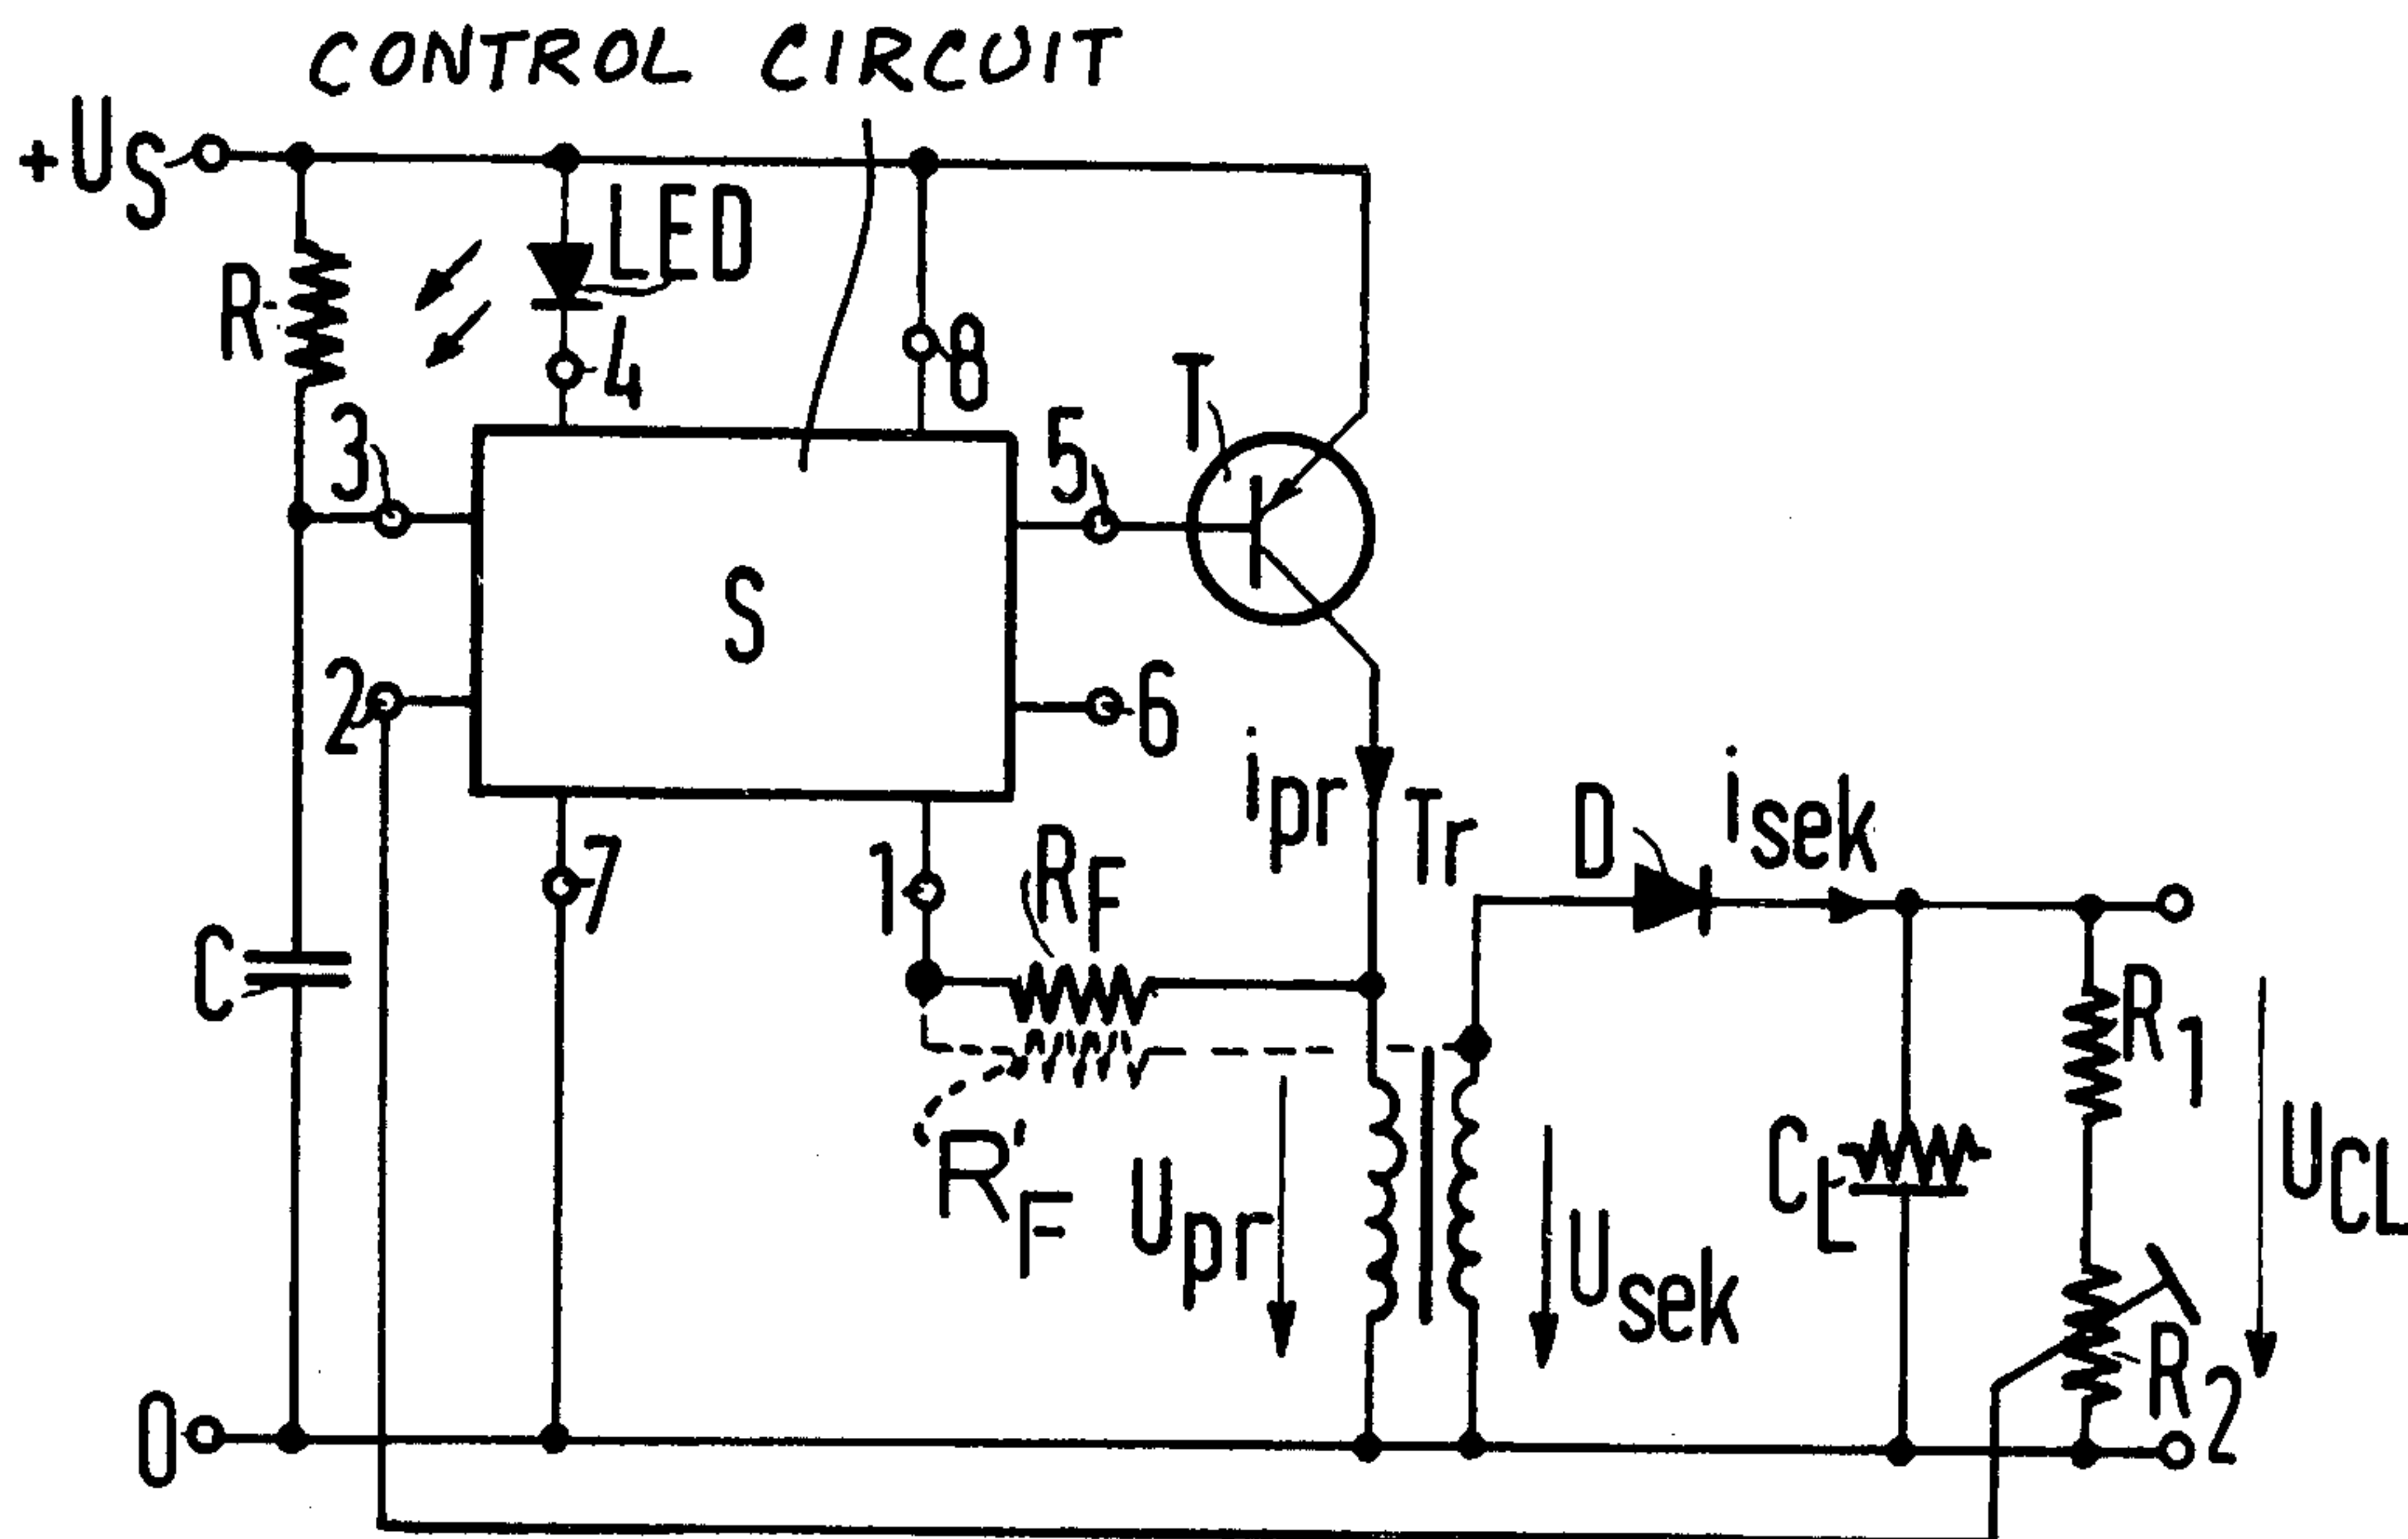 CONTROL CIRCUIT
+US
LED
R
4
8
T
3
5
S
2
6
ipr
Tr
D
isek
7
1
RF
C
R1
R'F
Upr
Usek
CL
UCL
R2
0